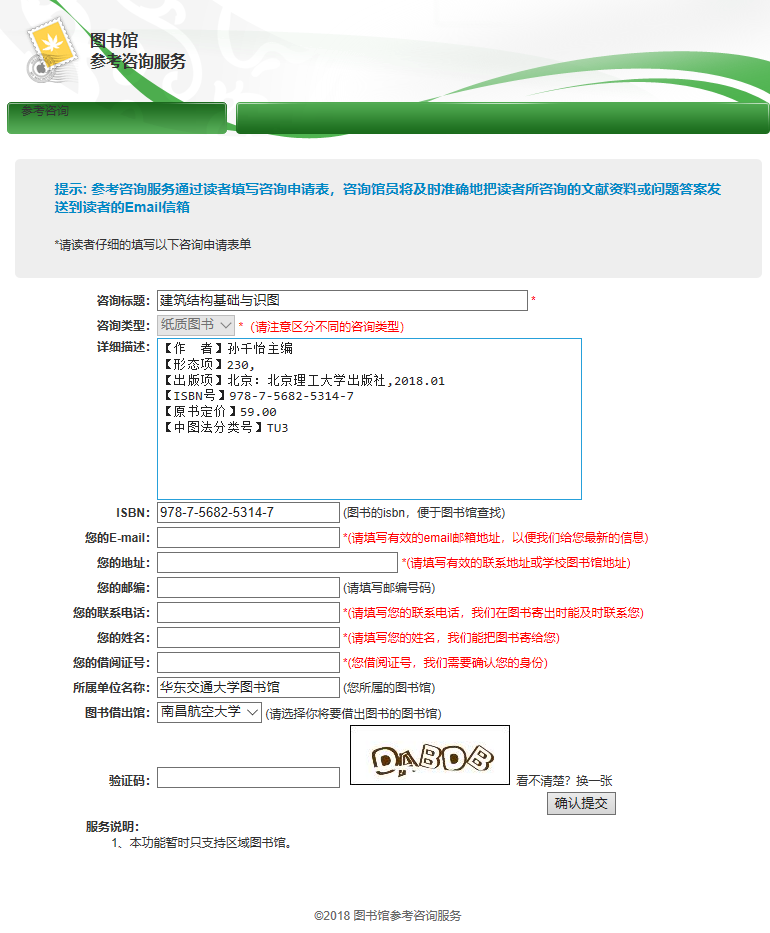 图书馆
参考咨询服务
参考咨询
提示: 参考咨询服务通过读者填写咨询申请表，咨询馆员将及时准确地把读者所咨询的文献资料或问题答案发
送到读者的Email信箱
*请读者仔细的填写以下咨询申请表单
咨询标题： 建筑结构基础与识图 *
咨询类型： 纸质图书 * （请注意区分不同的咨询类型）
详细描述： 【作　者】孙千怡主编
【形态项】230,
【出版项】北京：北京理工大学出版社,2018.01
【ISBN号】978-7-5682-5314-7
【原书定价】59.00
【中图法分类号】TU3
ISBN： 978-7-5682-5314-7 (图书的isbn，便于图书馆查找)
您的E-mail： *(请填写有效的email邮箱地址，以便我们给您最新的信息)
您的地址： *(请填写有效的联系地址或学校图书馆地址)
您的邮编： (请填写邮编号码)
您的联系电话： *(请填写您的联系电话，我们在图书寄出时能及时联系您)
您的姓名： *(请填写您的姓名，我们能把图书寄给您)
您的借阅证号： *(您借阅证号，我们需要确认您的身份)
所属单位名称： 华东交通大学图书馆 (您所属的图书馆)
图书借出馆： 南昌航空大学 (请选择你将要借出图书的图书馆)
验证码： DABDB 看不清楚？换一张
确认提交
服务说明：
1、本功能暂时只支持区域图书馆。
©2018 图书馆参考咨询服务